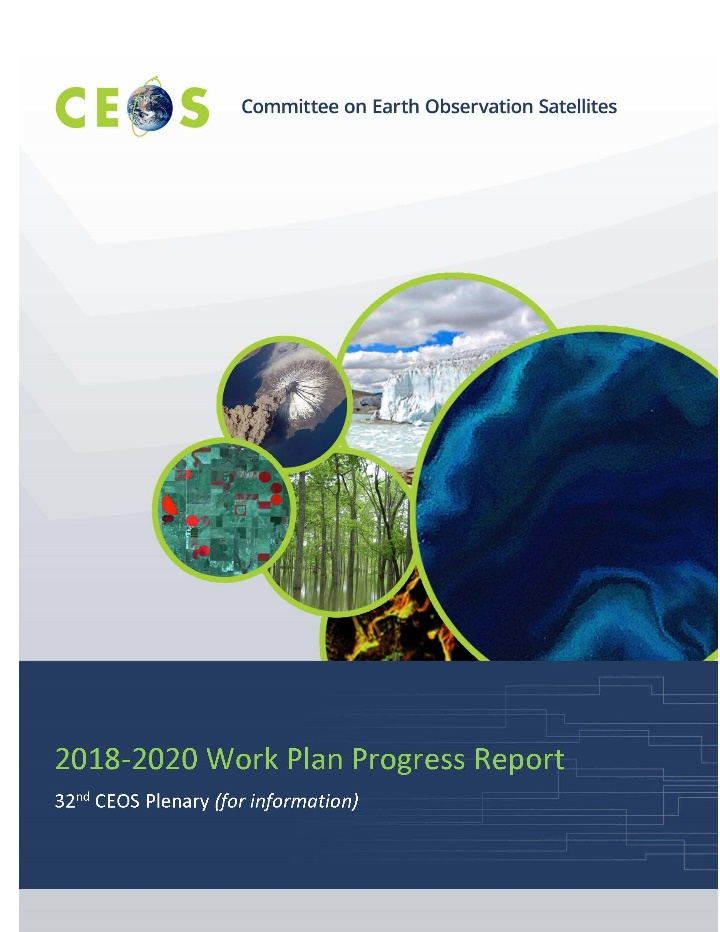 CEOS
Committee on Earth Observation Satellites
2018-2020 Work Plan Progress Report
32nd CEOS Plenary (for information)